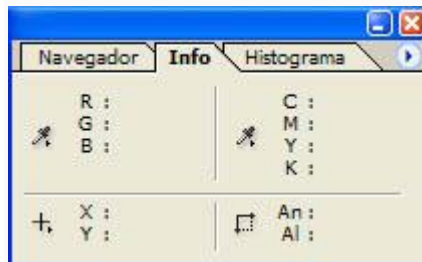 Navegador Info Histograma
R :
G :
B :
C :
M :
Y :
K :
X :
Y :
An :
Al :